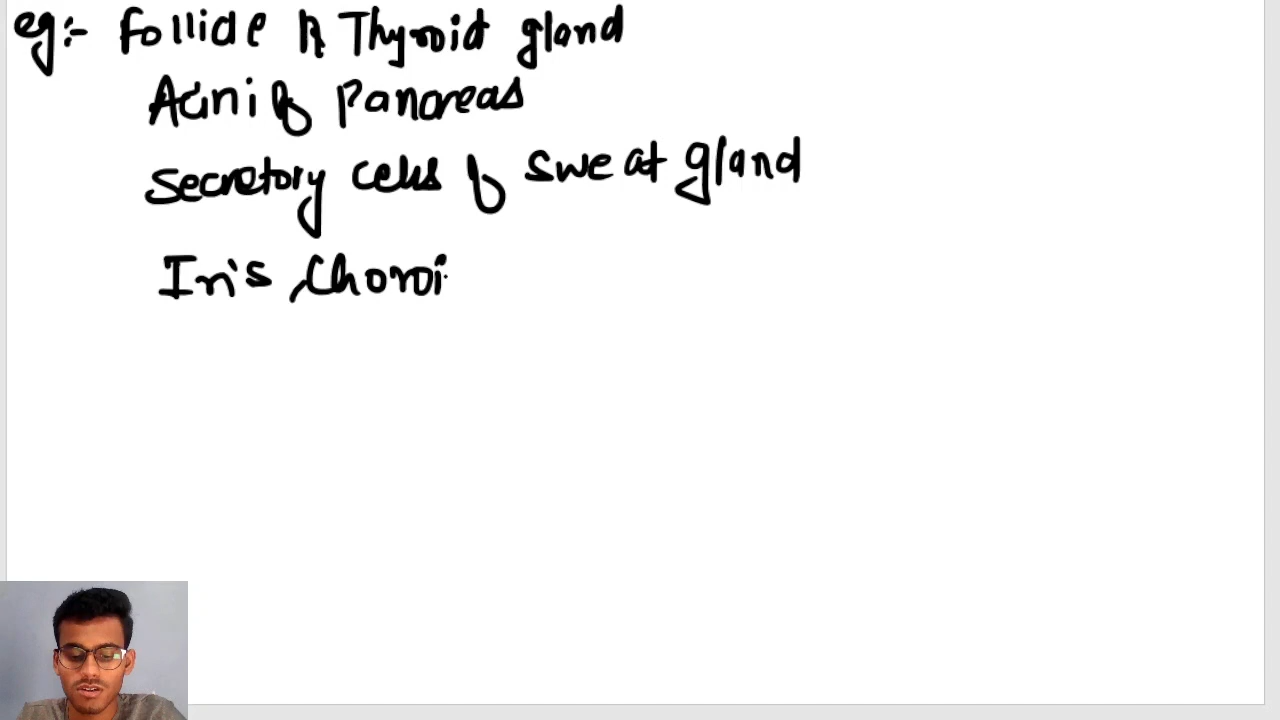 eg:- Follicle of Thyroid gland
Acini of Pancreas
Secretory cells of sweat gland
Iris, Choroi